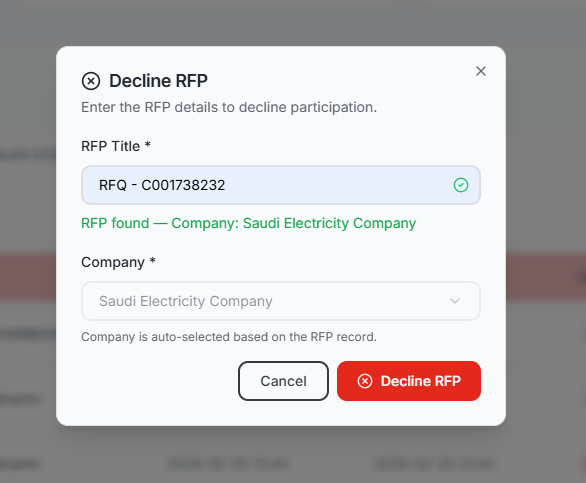 Decline RFP
Enter the RFP details to decline participation.
RFP Title *
RFQ - C001738232
RFP found — Company: Saudi Electricity Company
Company *
Saudi Electricity Company
Company is auto-selected based on the RFP record.
Cancel
Decline RFP